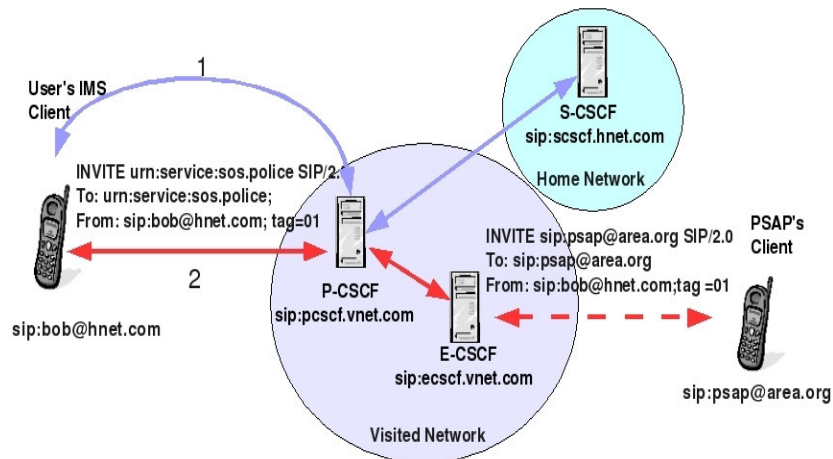 1
User's IMS
Client
S-CSCF
sip:scscf.hnet.com
Home Network
INVITE urn:service:sos.police SIP/2.0
To: urn:service:sos.police;
From: sip:bob@hnet.com; tag=01
2
sip:bob@hnet.com
P-CSCF
sip:pcscf.vnet.com
INVITE sip:psap@area.org SIP/2.0
To: sip:psap@area.org
From: sip:bob@hnet.com;tag =01
PSAP's
Client
E-CSCF
sip:ecscf.vnet.com
sip:psap@area.org
Visited Network